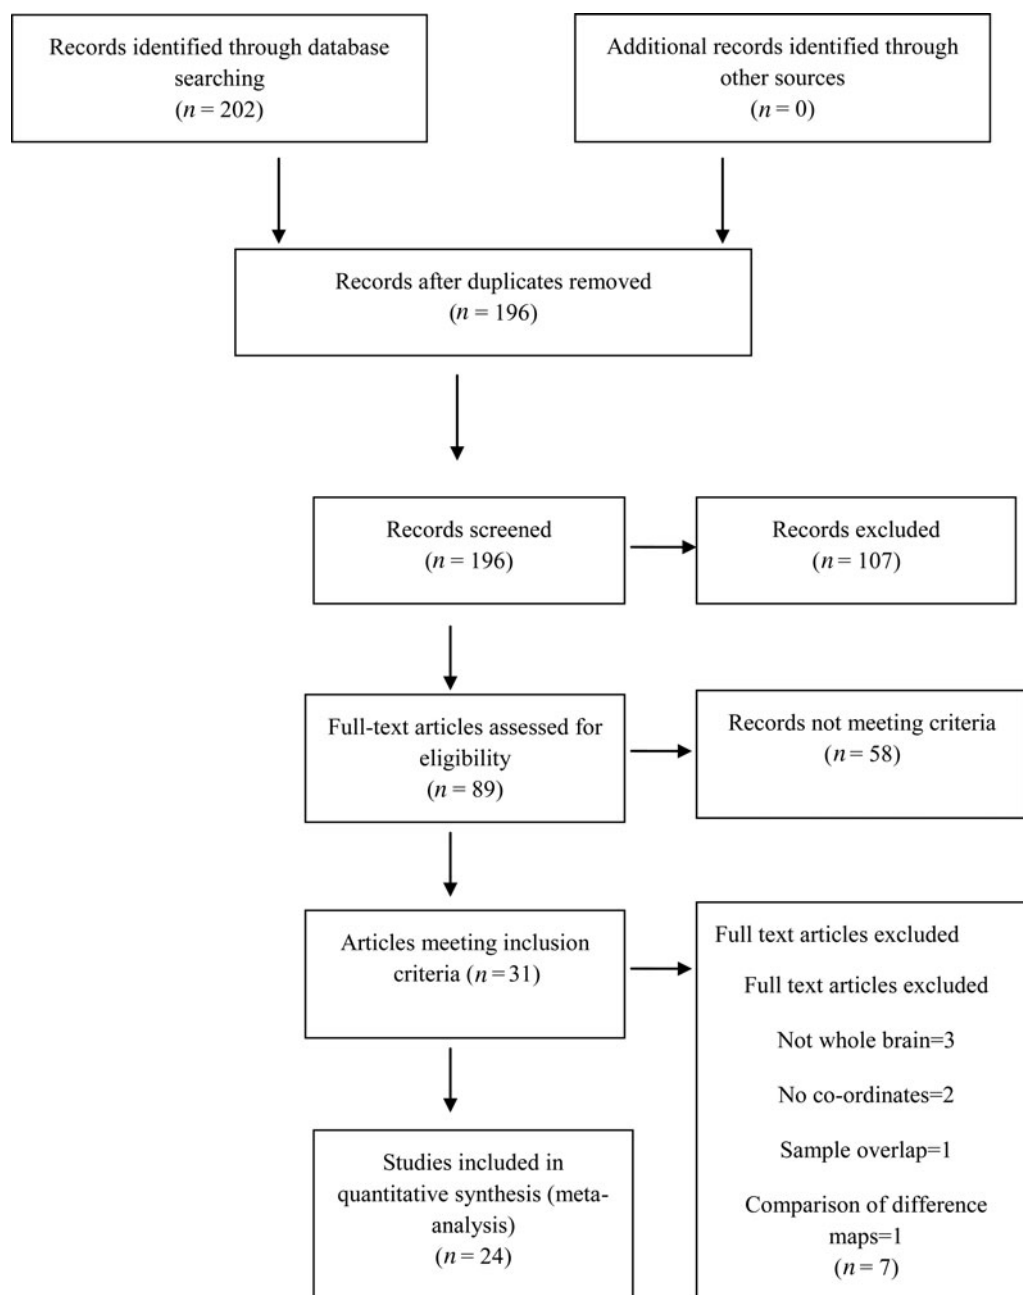 Records identified through database
searching
(n = 202)
Additional records identified through
other sources
(n = 0)
Records after duplicates removed
(n = 196)
Records screened
(n = 196)
Records excluded
(n = 107)
Full-text articles assessed for
eligibility
(n = 89)
Records not meeting criteria
(n = 58)
Articles meeting inclusion
criteria (n = 31)
Full text articles excluded
Full text articles excluded
Not whole brain=3
No co-ordinates=2
Sample overlap=1
Comparison of difference
maps=1
(n = 7)
Studies included in
quantitative synthesis (meta-
analysis)
(n = 24)